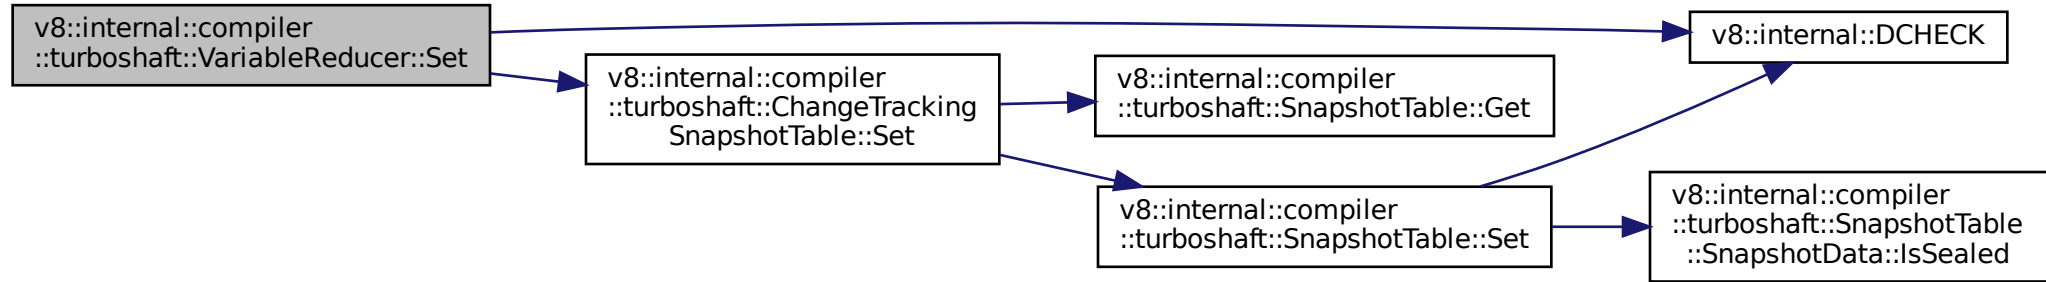 v8::internal::compiler
::turboshaft::VariableReducer::Set
v8::internal::compiler
::turboshaft::ChangeTracking
SnapshotTable::Set
v8::internal::compiler
::turboshaft::SnapshotTable::Get
v8::internal::compiler
::turboshaft::SnapshotTable::Set
v8::internal::DCHECK
v8::internal::compiler
::turboshaft::SnapshotTable
::SnapshotData::IsSealed